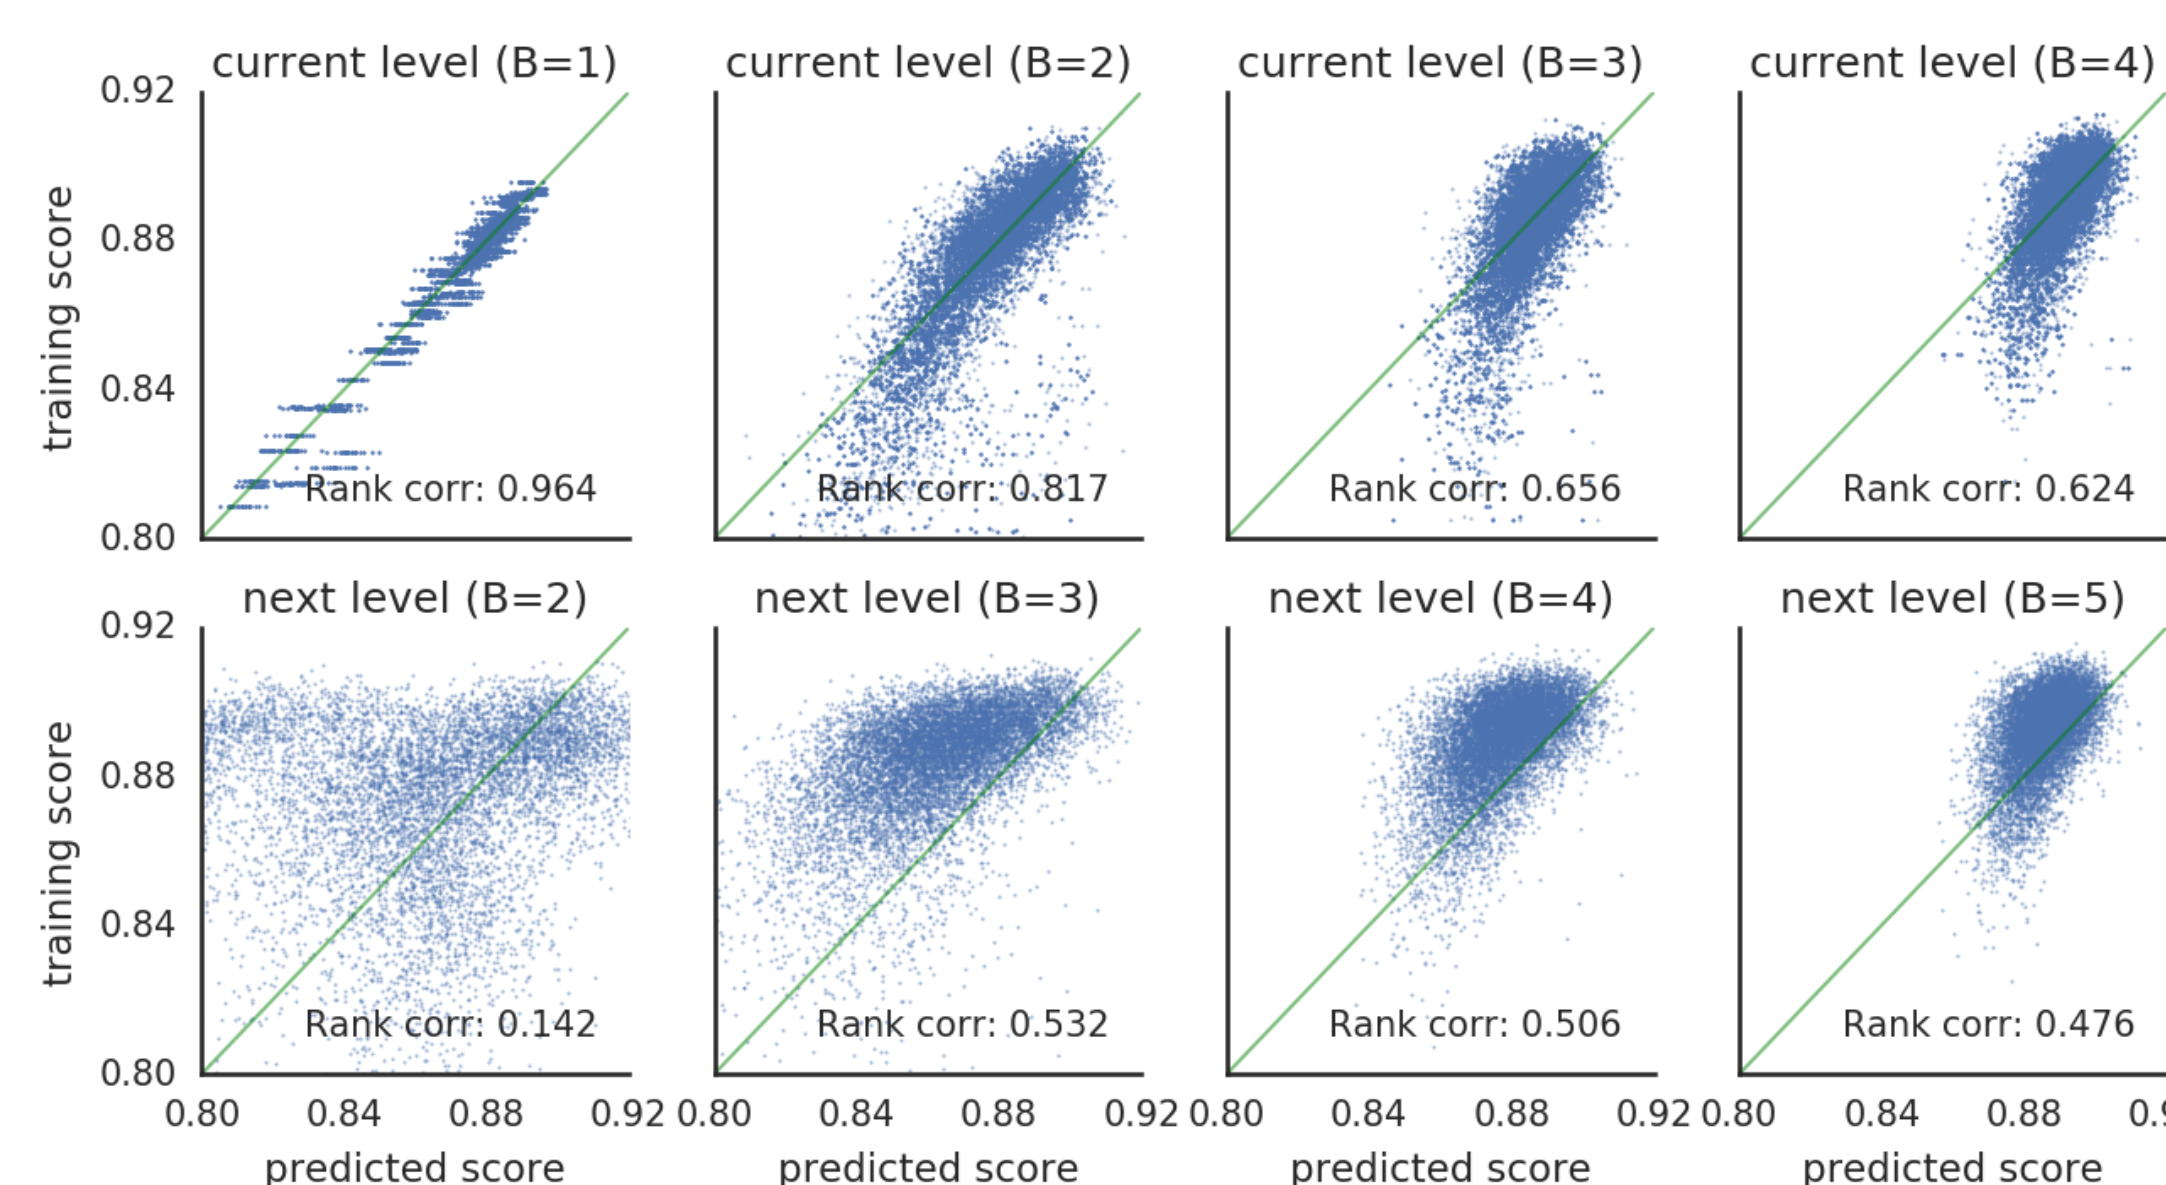 current level (B=1) current level (B=2) current level (B=3) current level (B=4)
0.92
0.88
0.84
0.80
training score
Rank corr: 0.964 Rank corr: 0.817 Rank corr: 0.656 Rank corr: 0.624
next level (B=2) next level (B=3) next level (B=4) next level (B=5)
0.92
0.88
0.84
0.80
training score
Rank corr: 0.142 Rank corr: 0.532 Rank corr: 0.506 Rank corr: 0.476
0.80 0.84 0.88 0.92 0.80 0.84 0.88 0.92 0.80 0.84 0.88 0.92 0.80 0.84 0.88
predicted score predicted score predicted score predicted score